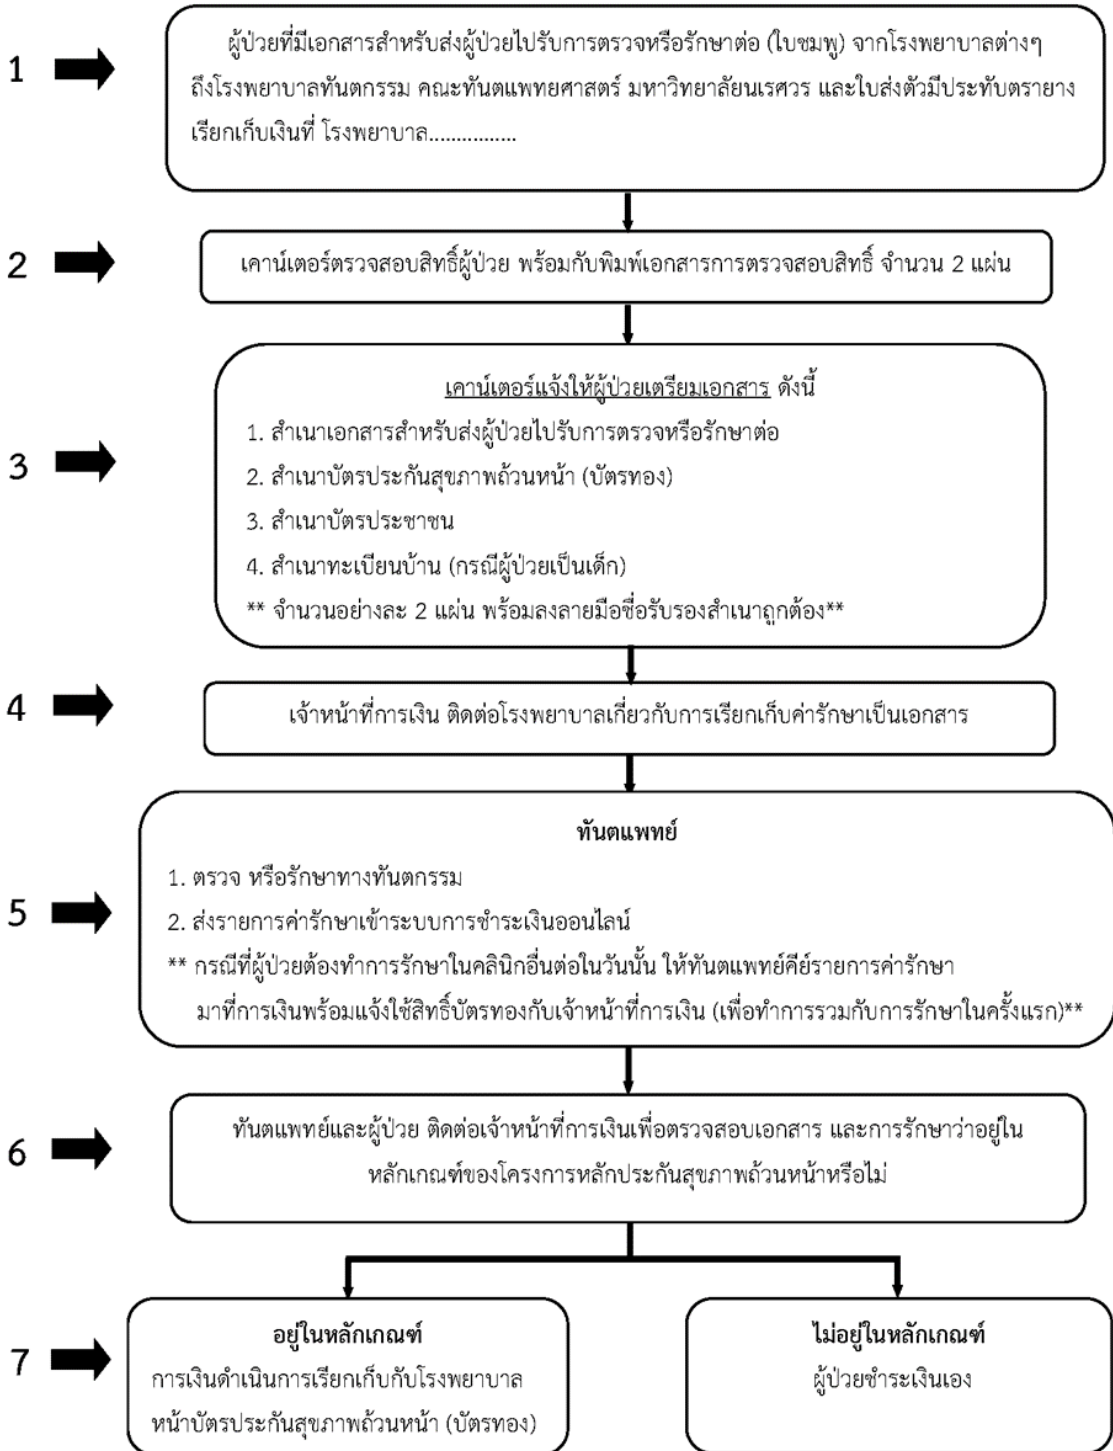 1
ผู้ป่วยที่มีเอกสารสำหรับส่งผู้ป่วยไปรับการตรวจหรือรักษาต่อ (ใบชมพู) จากโรงพยาบาลต่างๆ
ถึงโรงพยาบาลทันตกรรม คณะทันตแพทยศาสตร์ มหาวิทยาลัยนเรศวร และใบส่งตัวมีประทับตรายาง
เรียกเก็บเงินที่ โรงพยาบาล................
2
เคาน์เตอร์ตรวจสอบสิทธิ์ผู้ป่วย พร้อมกับพิมพ์เอกสารการตรวจสอบสิทธิ์ จำนวน 2 แผ่น
3
เคาน์เตอร์แจ้งให้ผู้ป่วยเตรียมเอกสาร ดังนี้
1. สำเนาเอกสารสำหรับส่งผู้ป่วยไปรับการตรวจหรือรักษาต่อ
2. สำเนาบัตรประกันสุขภาพถ้วนหน้า (บัตรทอง)
3. สำเนาบัตรประชาชน
4. สำเนาทะเบียนบ้าน (กรณีผู้ป่วยเป็นเด็ก)
** จำนวนอย่างละ 2 แผ่น พร้อมลงลายมือชื่อรับรองสำเนาถูกต้อง**
4
เจ้าหน้าที่การเงิน ติดต่อโรงพยาบาลเกี่ยวกับการเรียกเก็บค่ารักษาเป็นเอกสาร
5
ทันตแพทย์
1. ตรวจ หรือรักษาทางทันตกรรม
2. ส่งรายการค่ารักษาเข้าระบบการชำระเงินออนไลน์
** กรณีที่ผู้ป่วยต้องทำการรักษาในคลินิกอื่นต่อในวันนั้น ให้ทันตแพทย์คีย์รายการค่ารักษา
มาที่การเงินพร้อมแจ้งใช้สิทธิ์บัตรทองกับเจ้าหน้าที่การเงิน (เพื่อทำการรวมกับการรักษาในครั้งแรก)**
6
ทันตแพทย์และผู้ป่วย ติดต่อเจ้าหน้าที่การเงินเพื่อตรวจสอบเอกสาร และการรักษาว่าอยู่ใน
หลักเกณฑ์ของโครงการหลักประกันสุขภาพถ้วนหน้าหรือไม่
7
อยู่ในหลักเกณฑ์
การเงินดำเนินการเรียกเก็บกับโรงพยาบาล
หน้าบัตรประกันสุขภาพถ้วนหน้า (บัตรทอง)
ไม่อยู่ในหลักเกณฑ์
ผู้ป่วยชำระเงินเอง